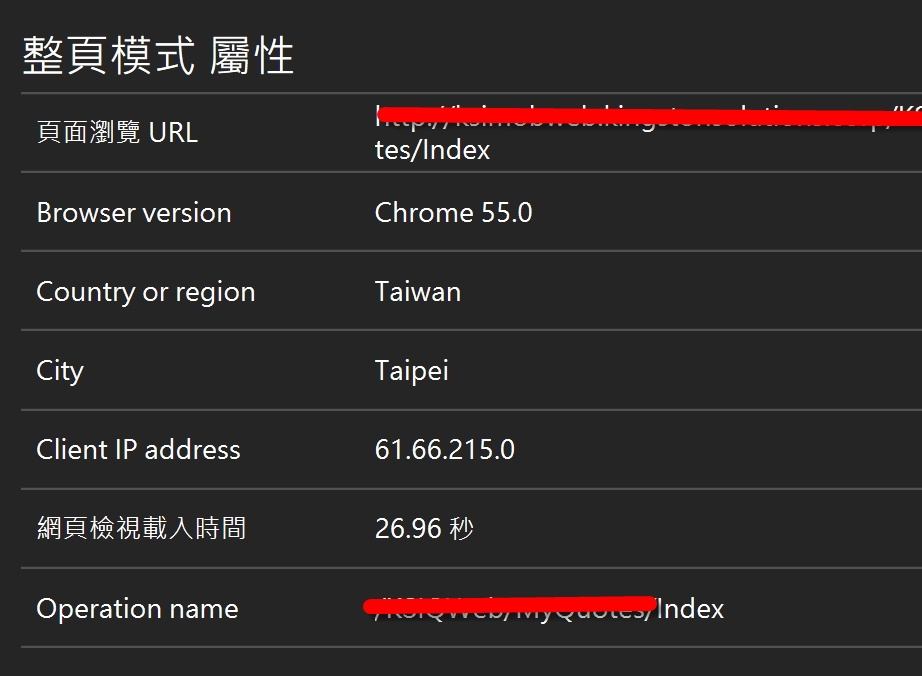 整頁模式 屬性
頁面瀏覽 URL
tes/Index
Browser version
Chrome 55.0
Country or region
Taiwan
City
Taipei
Client IP address
61.66.215.0
網頁檢視載入時間
26.96 秒
Operation name
/Index